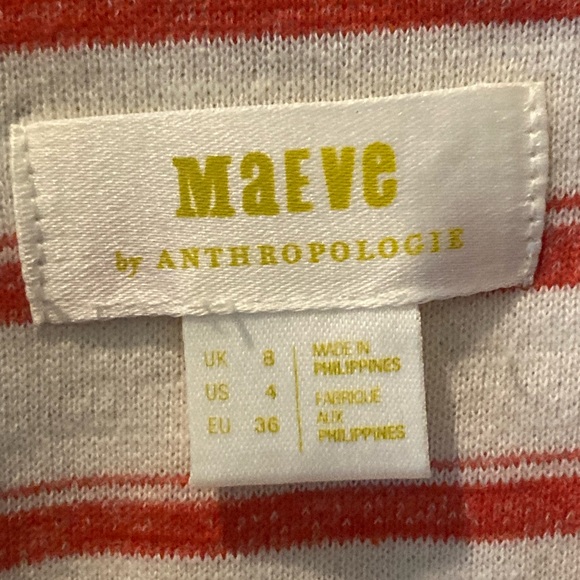 MaEVe
by ANTHROPOLOGIE
UK 8
US 4
EU 36
MADE IN
PHILIPPINES
FABRIQUE
AUX
PHILIPPINES